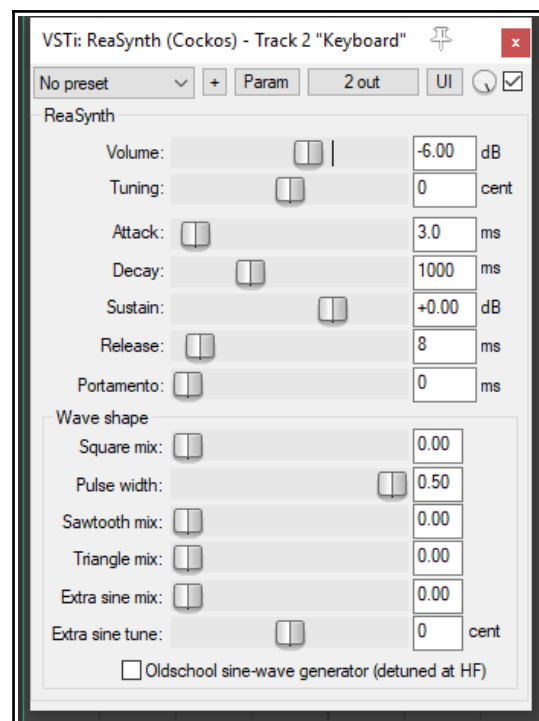 VSTi: ReaSynth (Cockos) - Track 2 "Keyboard" x
No preset + Param 2 out UI
ReaSynth
Volume: -6.00 dB
Tuning: 0 cent
Attack: 3.0 ms
Decay: 1000 ms
Sustain: +0.00 dB
Release: 8 ms
Portamento: 0 ms
Wave shape
Square mix: 0.00
Pulse width: 0.50
Sawtooth mix: 0.00
Triangle mix: 0.00
Extra sine mix: 0.00
Extra sine tune: 0 cent
Oldschool sine-wave generator (detuned at HF)